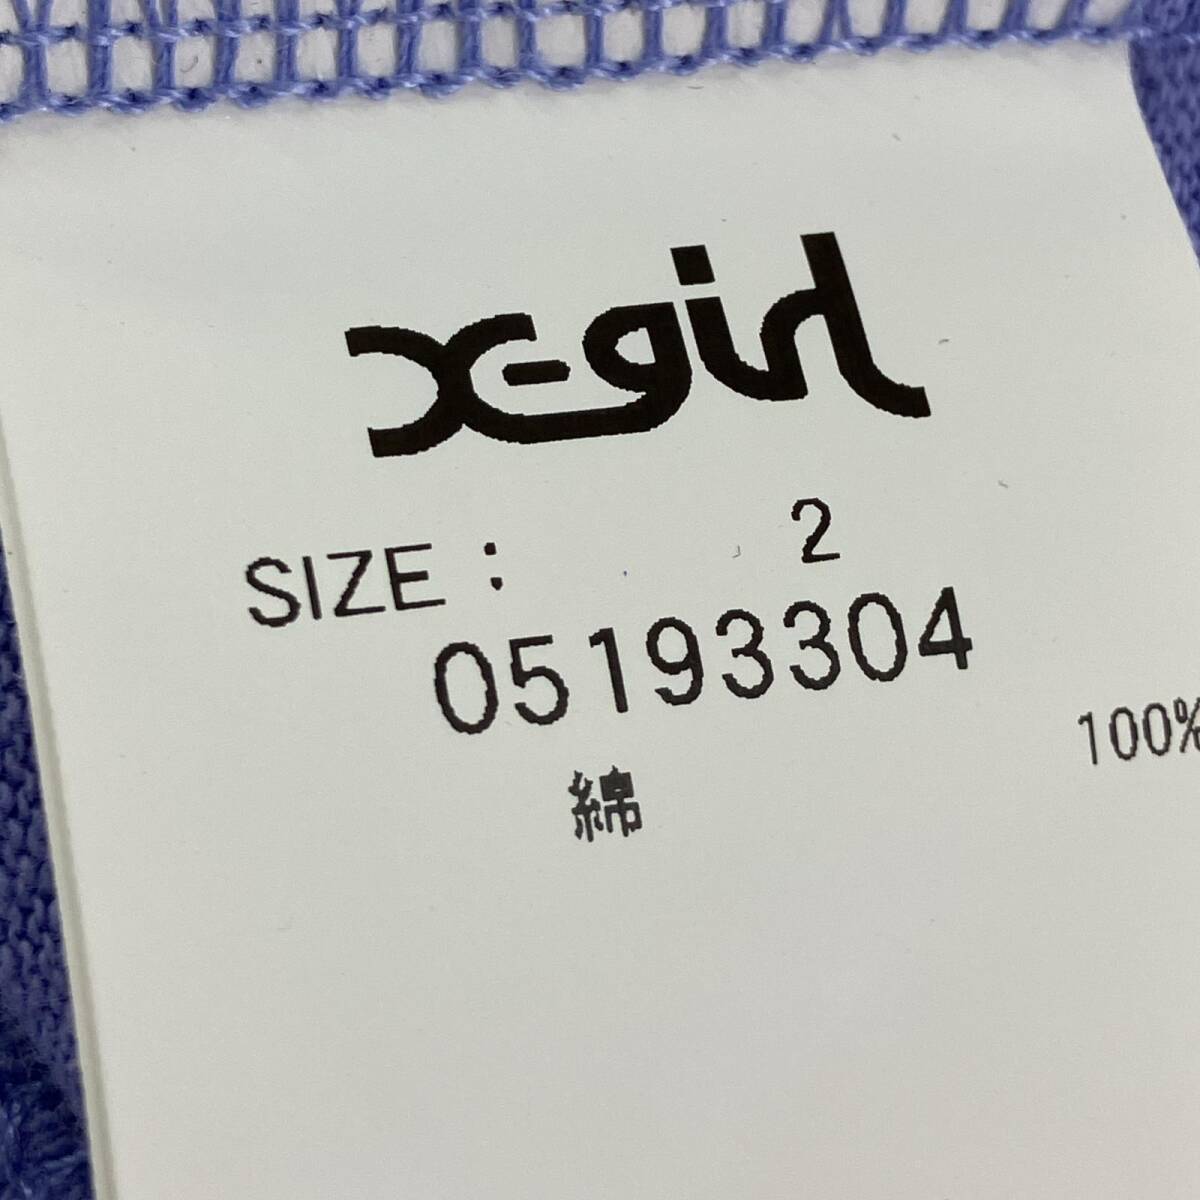 X-girl
SIZE : 2
05193304
綿 100%